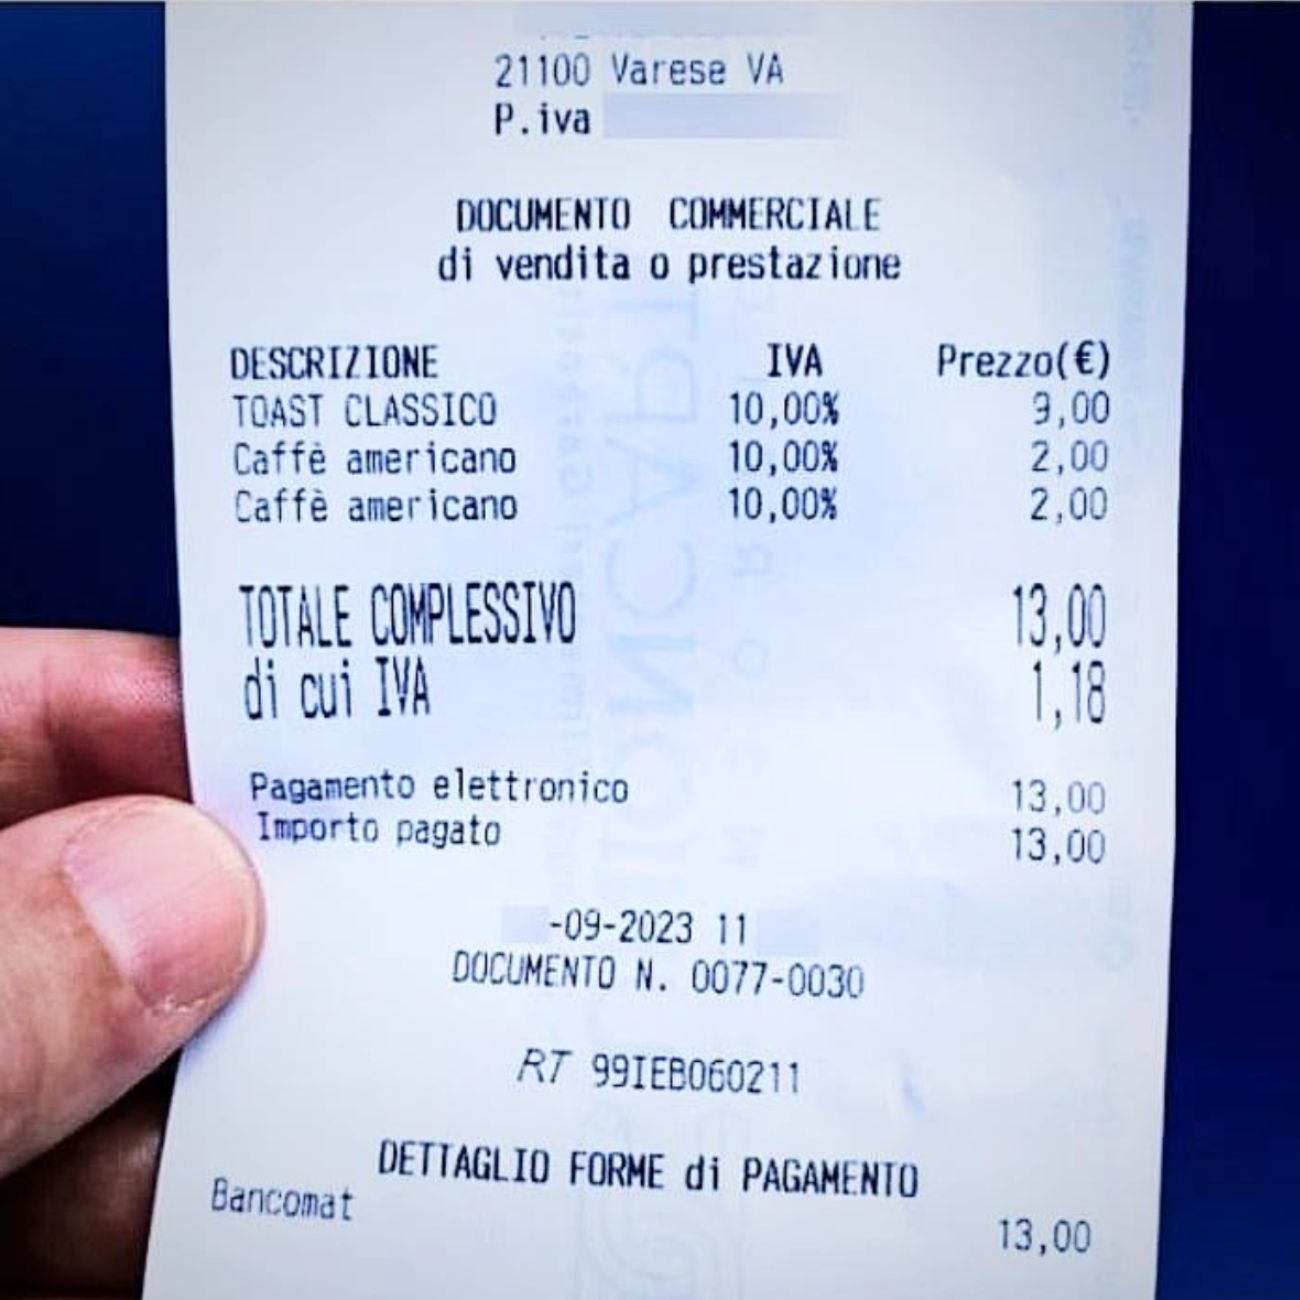 21100 Varese VA
P.iva
DOCUMENTO COMMERCIALE
di vendita o prestazione
DESCRIZIONE IVA Prezzo(€)
TOAST CLASSICO 10,00% 9,00
Caffè americano 10,00% 2,00
Caffè americano 10,00% 2,00
TOTALE COMPLESSIVO 13,00
di cui IVA 1,18
Pagamento elettronico 13,00
Importo pagato 13,00
-09-2023 11
DOCUMENTO N. 0077-0030
RT 99IEB060211
DETTAGLIO FORME di PAGAMENTO
Bancomat 13,00